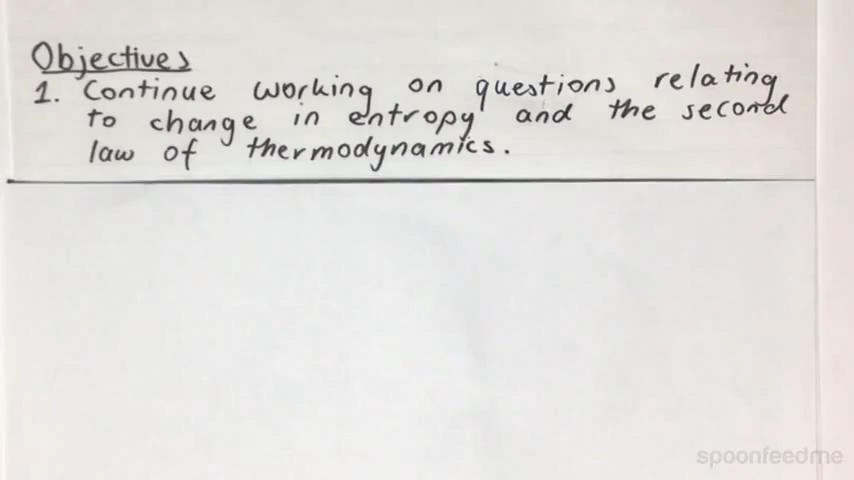 Objectives
1. Continue working on questions relating
to change in entropy and the second
law of thermodynamics.
spoonfeedme